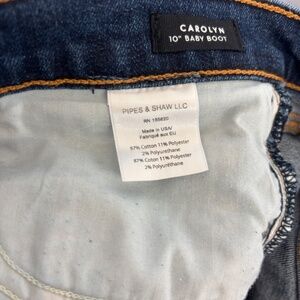 CAROLYN
10" BABY BOOT
PIPES & SHAW LLC
RN 155620
Made in USA/
Fabriqué aux EU
87% Cotton 11% Polyester
2% Polyurethane
87% Coton 11% Polyester
2% Polyuréthane